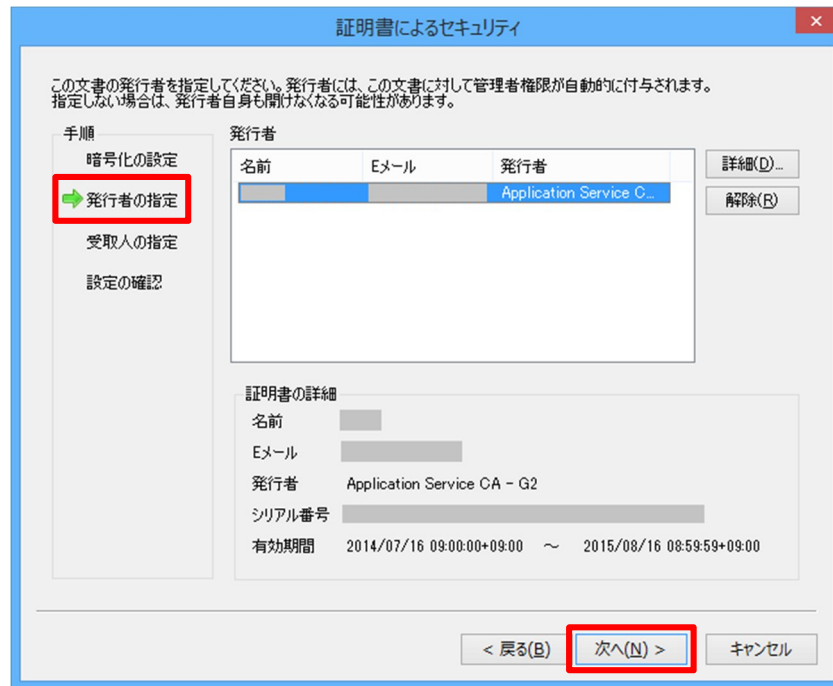 証明書によるセキュリティ
この文書の発行者を指定してください。発行者には、この文書に対して管理者権限が自動的に付与されます。
指定しない場合は、発行者自身も開けなくなる可能性があります。
手順
暗号化の設定
発行者の指定
受取人の指定
設定の確認
発行者
名前 Eメール 発行者
Application Service C...
詳細(D)...
解除(R)
証明書の詳細
名前
Eメール
発行者 Application Service CA - G2
シリアル番号
有効期間 2014/07/16 09:00:00+09:00 ～ 2015/08/16 08:59:59+09:00
< 戻る(B) 次へ(N) > キャンセル